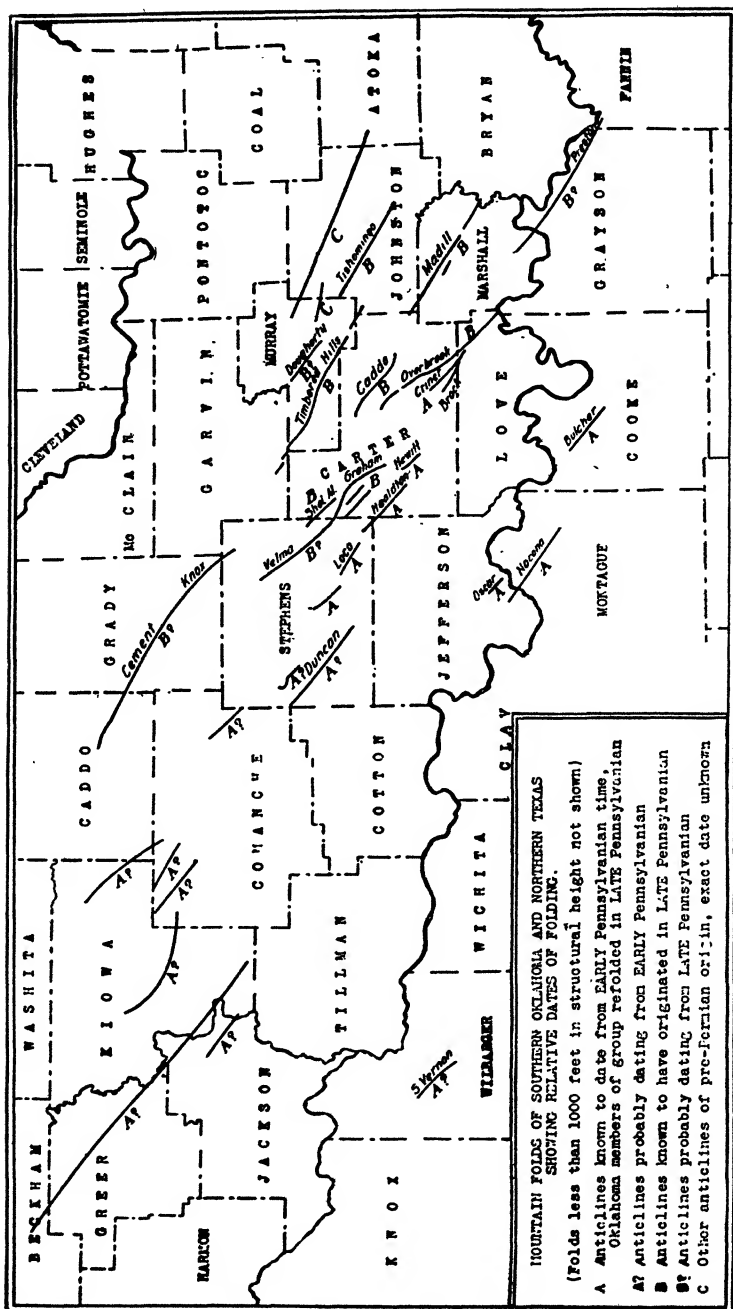 HUGHES
SEMINOLE
POTTAWATOMIE
CLEVELAND
Mc CLAIN
GRADY
CADDO
WASHITA
BECKHAM
COAL
ATOKA
PONTOTOC
GARVIN
MURRAY
JOHNSTON
BRYAN
MARSHALL
CARTER
LOVE
STEPHENS
JEFFERSON
COMANCHE
COTTON
KIOWA
TILLMAN
GREER
JACKSON
HARMON
FANNIN
GRAYSON
COOKE
MONTAGUE
CLAY
WICHITA
WILBARGER
KNOX
C
Tishomingo
B
C
Dougherty
B?
Timbered Hills
B
Madill
B
Preston
B?
Caddo
B
Overbrook
B
Criner
A
Brock
Graham
B
B
Hewitt
A
Healdton
A
Velma
B?
Loco
A
A
A?
Duncan
A?
Cement
B?
Knox
A?
A?
A?
A?
A?
A?
A?
S Vernon
A?
Oscar
A
Nocona
A
Bulcher
A
MOUNTAIN FOLDS OF SOUTHERN OKLAHOMA AND NORTHERN TEXAS
SHOWING RELATIVE DATES OF FOLDING.
(Folds less than 1000 feet in structural height not shown)
A Anticlines known to date from EARLY Pennsylvanian time,
Oklahoma members of group refolded in LATE Pennsylvanian
A? Anticlines probably dating from EARLY Pennsylvanian
B Anticlines known to have originated in LATE Pennsylvanian
B? Anticlines probably dating from LATE Pennsylvanian
C Other anticlines of pre-Permian origin, exact date unknown